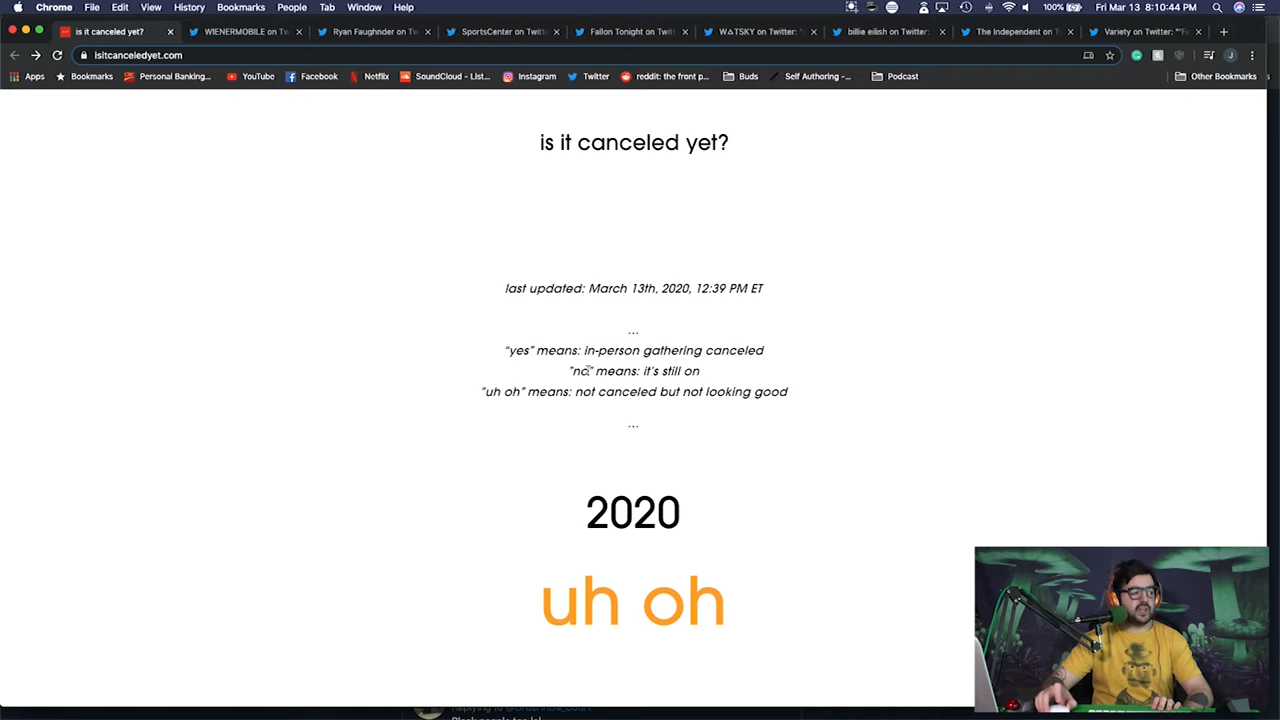 Chrome File Edit View History Bookmarks People Tab Window Help 100% Fri Mar 13 8:10:44 PM
is it canceled yet? WIENERMOBILE on Tw Ryan Faughnder on Tw SportsCenter on Twitt Fallon Tonight on Twitt WΛTSKY on Twitter: billie eilish on Twitter: The Independent on T Variety on Twitter: "“F
isitcanceledyet.com
Apps Bookmarks Personal Banking... YouTube Facebook Netflix SoundCloud – List... Instagram Twitter reddit: the front p... Buds Self Authoring -... Podcast Other Bookmarks
is it canceled yet?
last updated: March 13th, 2020, 12:39 PM ET
...
“yes” means: in-person gathering canceled
"no" means: it's still on
"uh oh" means: not canceled but not looking good
...
2020
uh oh
Replying to